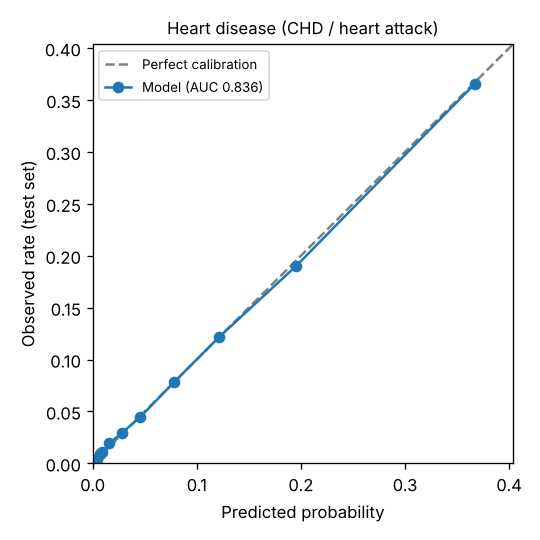 Heart disease (CHD / heart attack)
Perfect calibration
Model (AUC 0.836)
Observed rate (test set)
0.40
0.35
0.30
0.25
0.20
0.15
0.10
0.05
0.00
0.0 0.1 0.2 0.3 0.4
Predicted probability